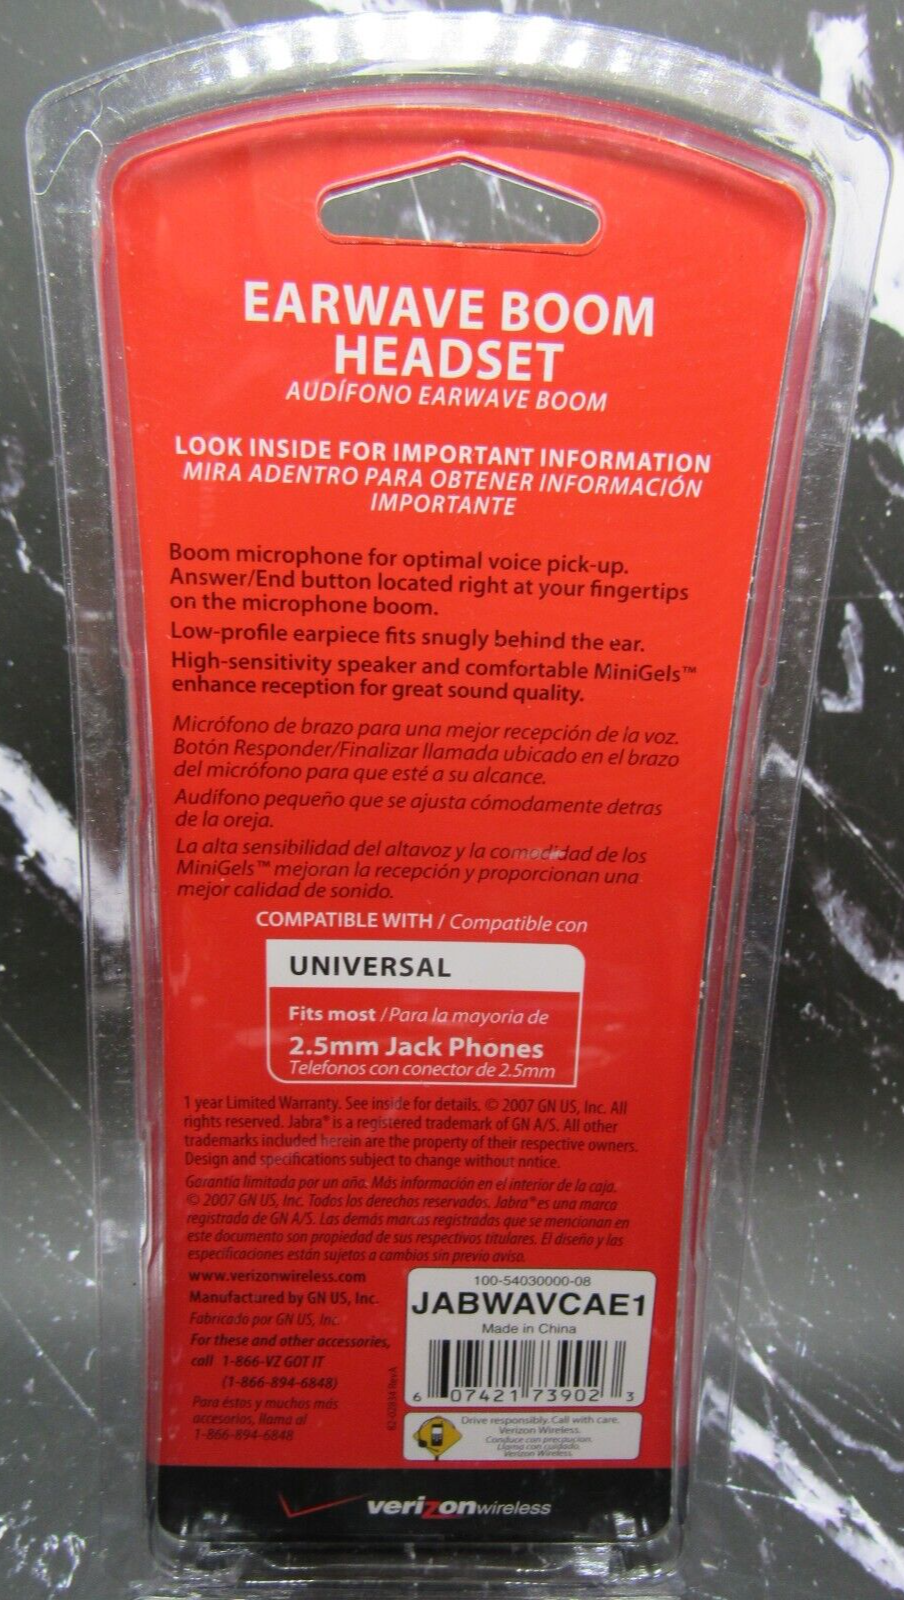 EARWAVE BOOM
HEADSET
AUDÍFONO EARWAVE BOOM
LOOK INSIDE FOR IMPORTANT INFORMATION
MIRA ADENTRO PARA OBTENER INFORMACIÓN
IMPORTANTE
Boom microphone for optimal voice pick-up.
Answer/End button located right at your fingertips
on the microphone boom.
Low-profile earpiece fits snugly behind the ear.
High-sensitivity speaker and comfortable MiniGels™
enhance reception for great sound quality.
Micrófono de brazo para una mejor recepción de la voz.
Botón Responder/Finalizar llamada ubicado en el brazo
del micrófono para que esté a su alcance.
Audífono pequeño que se ajusta cómodamente detras
de la oreja.
La alta sensibilidad del altavoz y la comodidad de los
MiniGels™ mejoran la recepción y proporcionan una
mejor calidad de sonido.
COMPATIBLE WITH / Compatible con
UNIVERSAL
Fits most /Para la mayoria de
2.5mm Jack Phones
Telefonos con conector de 2.5mm
1 year Limited Warranty. See inside for details. © 2007 GN US, Inc. All
rights reserved. Jabra® is a registered trademark of GN A/S. All other
trademarks included herein are the property of their respective owners.
Design and specifications subject to change without notice.
Garantía limitada por un año. Más información en el interior de la caja.
© 2007 GN US, Inc. Todos los derechos reservados. Jabra® es una marca
registrada de GN A/S. Las demás marcas registradas que se mencionan en
este documento son propiedad de sus respectivos titulares. El diseño y las
especificaciones están sujetos a cambios sin previo aviso.
www.verizonwireless.com
Manufactured by GN US, Inc.
Fabricado por GN US, Inc.
For these and other accessories,
call 1-866-VZ GOT IT
(1-866-894-6848)
Para éstos y muchos más
accesorios, llama al
1-866-894-6848
62-02834 RevA
100-54030000-08
JABWAVCAE1
Made in China
6 07421 73902 3
Drive responsibly. Call with care.
Verizon Wireless.
Conduce con precaucion.
Llama con cuidado.
Verizon Wireless.
verizonwireless